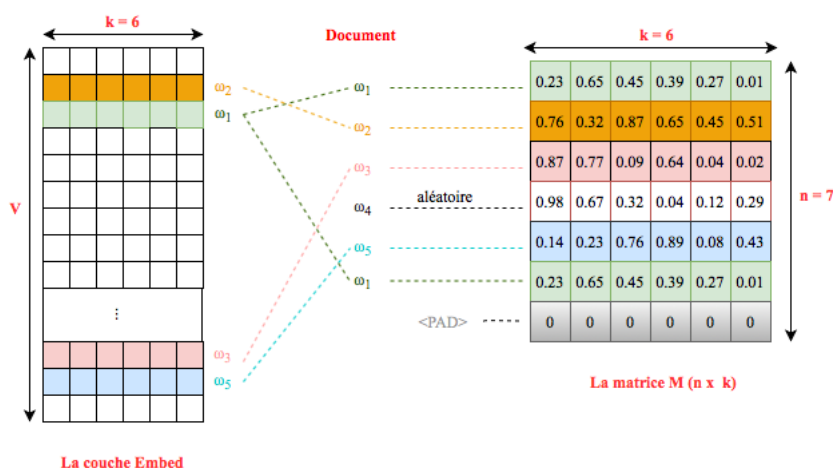 k = 6
V
ω2
ω1
⋮
ω3
ω5
La couche Embed
Document
ω1
ω2
ω3
ω4 aléatoire
ω5
ω1
<PAD>
k = 6
0.23 0.65 0.45 0.39 0.27 0.01
0.76 0.32 0.87 0.65 0.45 0.51
0.87 0.77 0.09 0.64 0.04 0.02
0.98 0.67 0.32 0.04 0.12 0.29
0.14 0.23 0.76 0.89 0.08 0.43
0.23 0.65 0.45 0.39 0.27 0.01
0 0 0 0 0 0
n = 7
La matrice M (n x k)